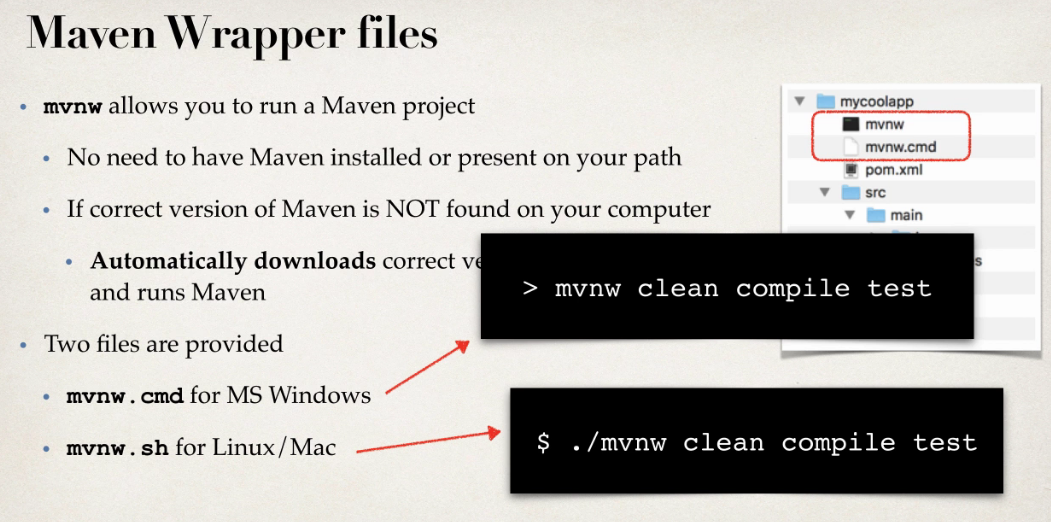 Maven Wrapper files
• mvnw allows you to run a Maven project
• No need to have Maven installed or present on your path
• If correct version of Maven is NOT found on your computer
• Automatically downloads correct
and runs Maven
• Two files are provided
• mvnw.cmd for MS Windows
• mvnw.sh for Linux/Mac
mycoolapp
mvnw
mvnw.cmd
pom.xml
src
main
> mvnw clean compile test
$ ./mvnw clean compile test